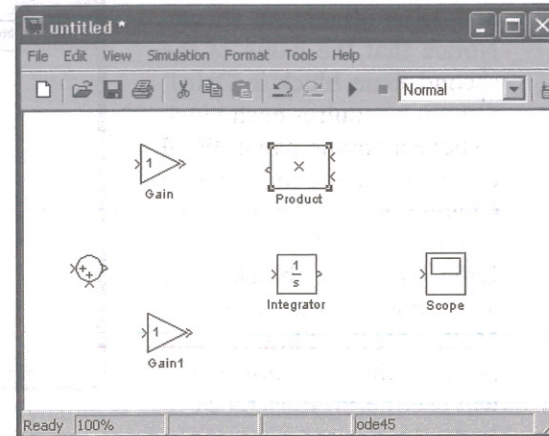 untitled *
File Edit View Simulation Format Tools Help
Normal
1
Gain
×
Product
+
+
1
s
Integrator
Scope
1
Gain1
Ready 100% ode45